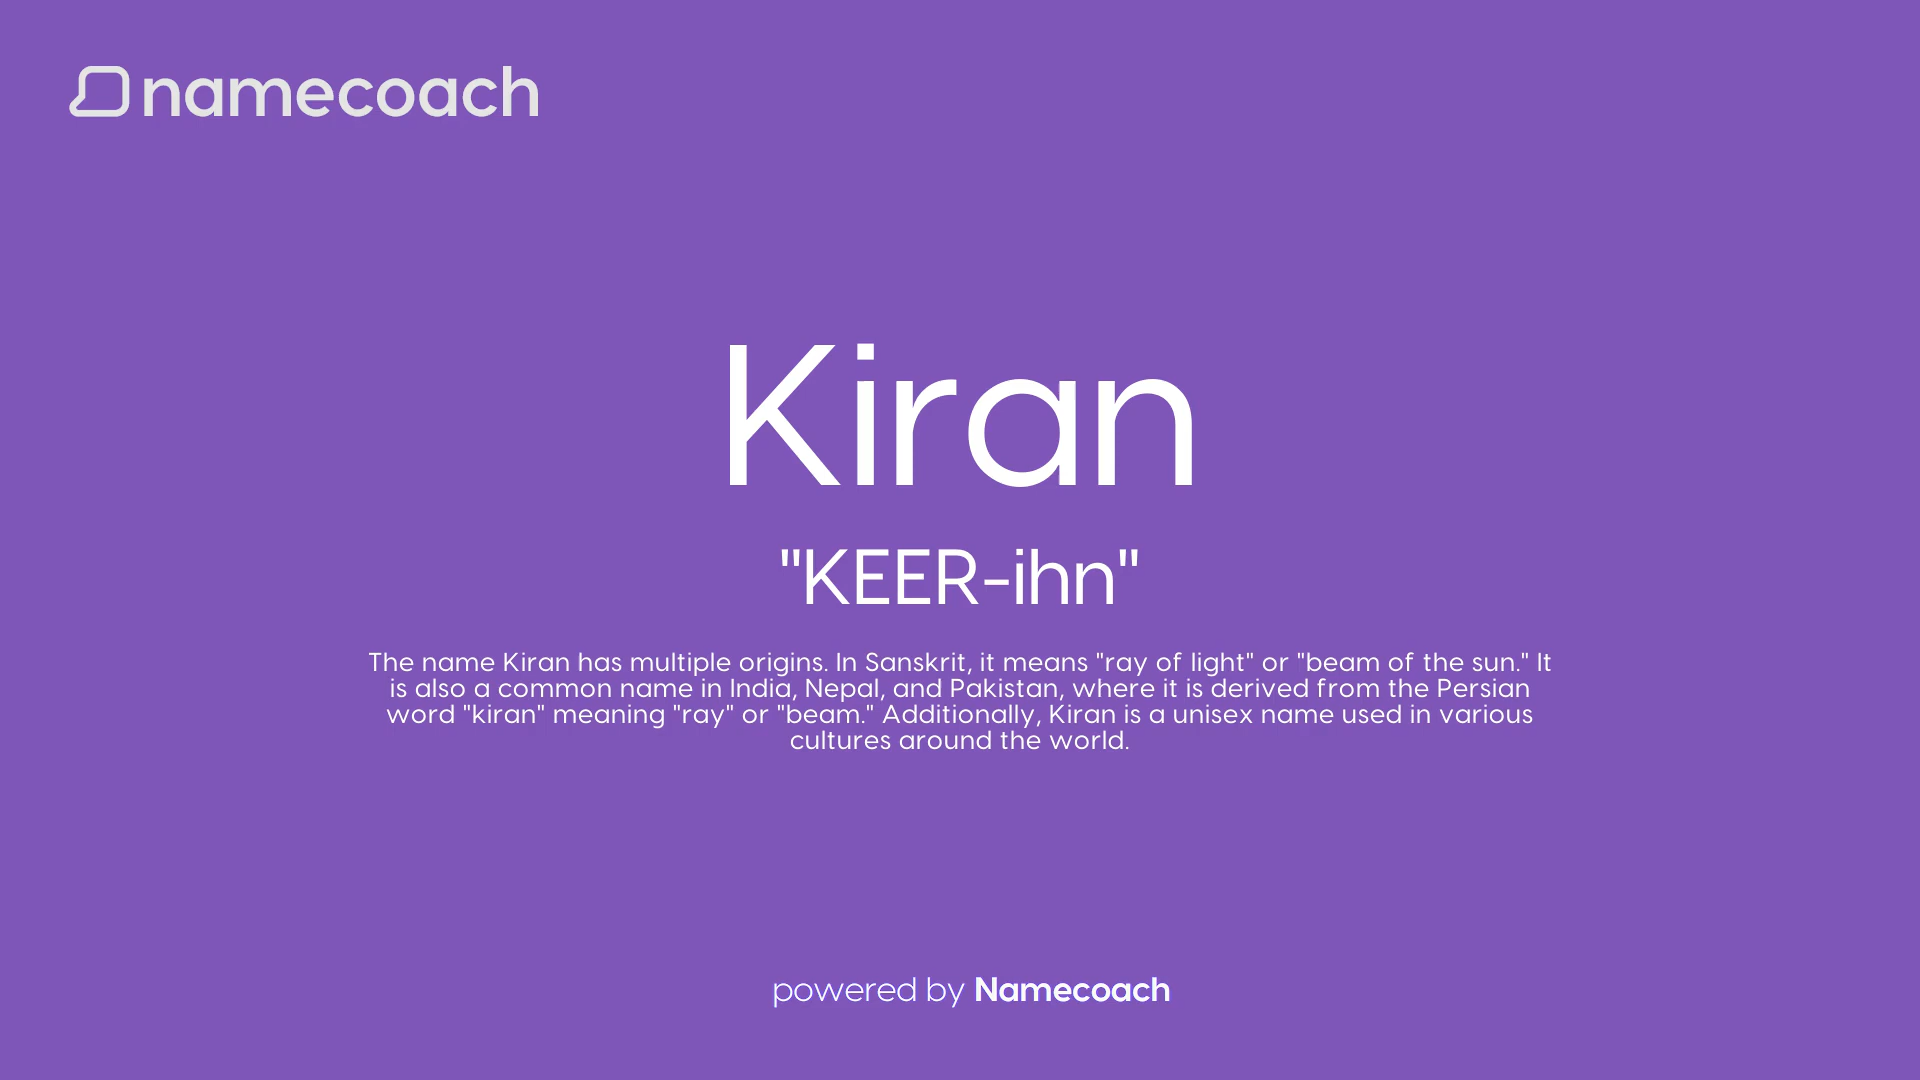 namecoach
Kiran
"KEER-ihn"
The name Kiran has multiple origins. In Sanskrit, it means "ray of light" or "beam of the sun." It
is also a common name in India, Nepal, and Pakistan, where it is derived from the Persian
word "kiran" meaning "ray" or "beam." Additionally, Kiran is a unisex name used in various
cultures around the world.
powered by Namecoach